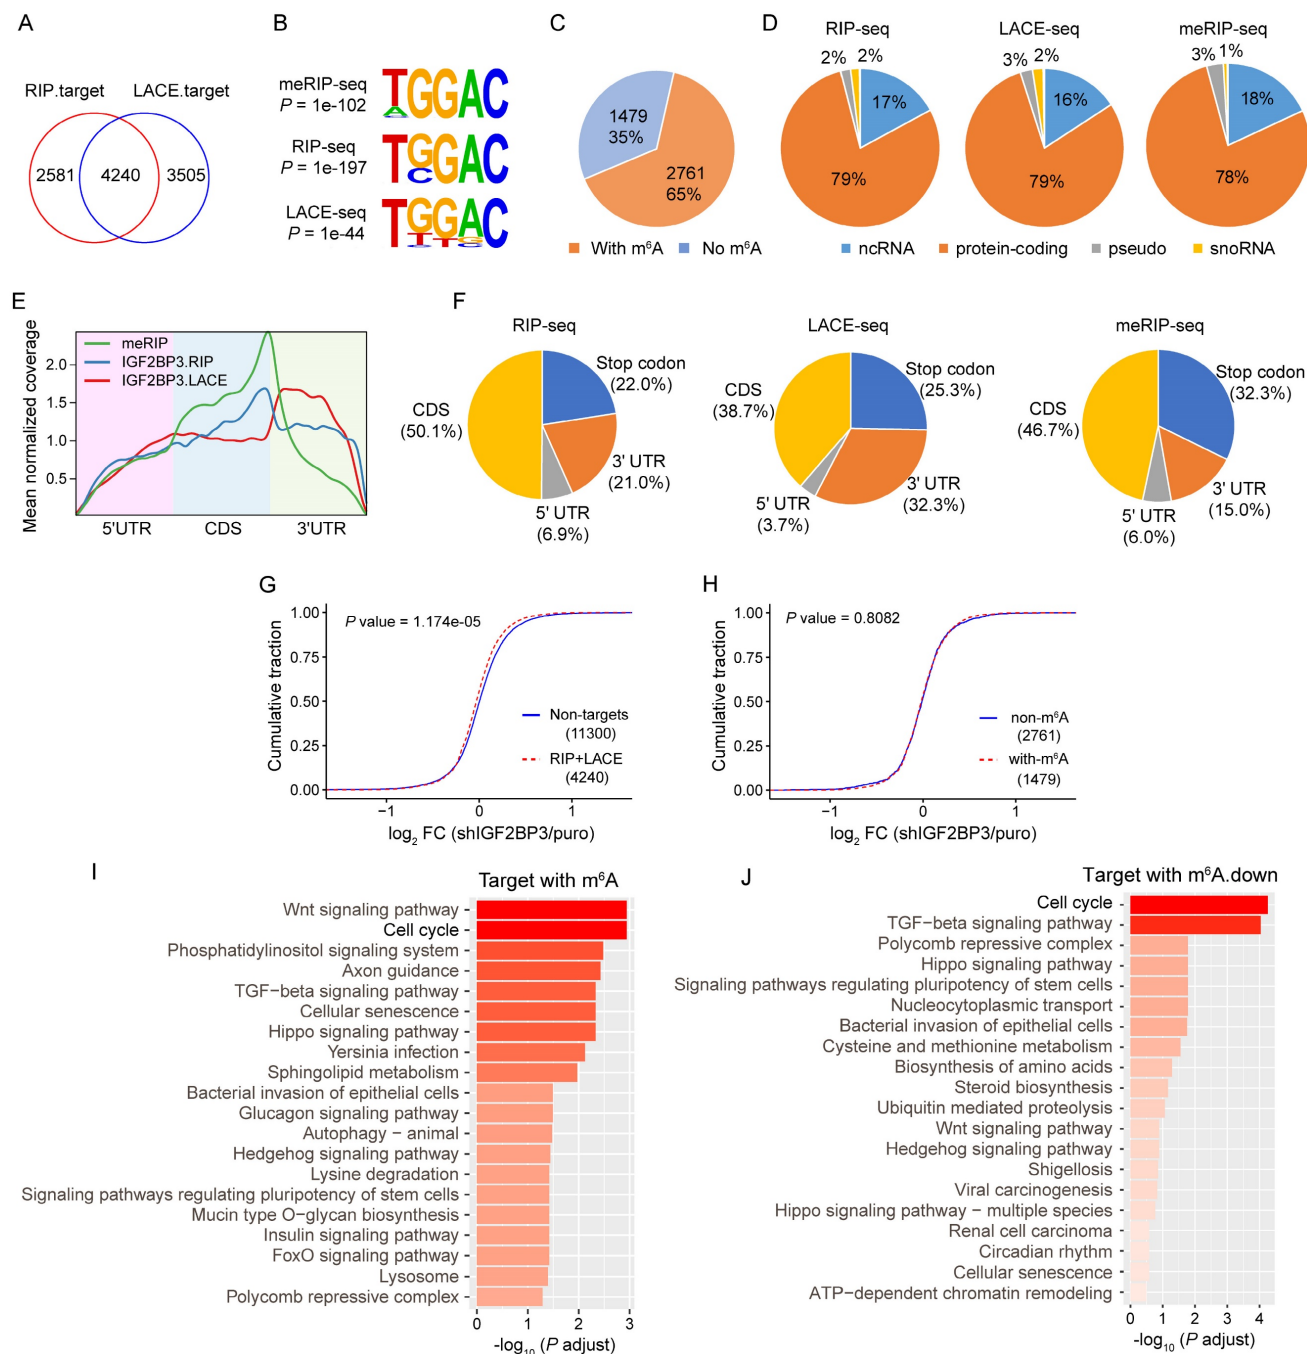 A
RIP.target
LACE.target
2581
4240
3505
B
meRIP-seq
P = 1e-102
TGGAC
RIP-seq
P = 1e-197
TGGAC
C
LACE-seq
P = 1e-44
TGGAC
C
1479
35%
2761
65%
With m⁶A
No m⁶A
D
RIP-seq
2%
2%
17%
79%
LACE-seq
3%
2%
16%
79%
meRIP-seq
3%
1%
18%
78%
ncRNA
protein-coding
pseudo
snoRNA
E
Mean normalized coverage
2.0
1.5
1.0
0.5
meRIP
IGF2BP3.RIP
IGF2BP3.LACE
5'UTR
CDS
3'UTR
F
RIP-seq
Stop codon
(22.0%)
CDS
(50.1%)
3' UTR
(21.0%)
5' UTR
(6.9%)
LACE-seq
Stop codon
(25.3%)
CDS
(38.7%)
3' UTR
(32.3%)
5' UTR
(3.7%)
meRIP-seq
Stop codon
(32.3%)
CDS
(46.7%)
3' UTR
(15.0%)
5' UTR
(6.0%)
G
Cumulative traction
1.00
0.75
0.50
0.25
0.00
P value = 1.174e-05
Non-targets
(11300)
RIP+LACE
(4240)
−1
0
1
log₂ FC (shIGF2BP3/puro)
H
Cumulative traction
1.00
0.75
0.50
0.25
0.00
P value = 0.8082
non-m⁶A
(2761)
with-m⁶A
(1479)
−1
0
1
log₂ FC (shIGF2BP3/puro)
I
Target with m⁶A
Wnt signaling pathway
Cell cycle
Phosphatidylinositol signaling system
Axon guidance
TGF−beta signaling pathway
Cellular senescence
Hippo signaling pathway
Yersinia infection
Sphingolipid metabolism
Bacterial invasion of epithelial cells
Glucagon signaling pathway
Autophagy − animal
Hedgehog signaling pathway
Lysine degradation
Signaling pathways regulating pluripotency of stem cells
Mucin type O−glycan biosynthesis
Insulin signaling pathway
FoxO signaling pathway
Lysosome
Polycomb repressive complex
0
1
2
3
-log₁₀ (P adjust)
J
Target with m⁶A.down
Cell cycle
TGF−beta signaling pathway
Polycomb repressive complex
Hippo signaling pathway
Signaling pathways regulating pluripotency of stem cells
Nucleocytoplasmic transport
Bacterial invasion of epithelial cells
Cysteine and methionine metabolism
Biosynthesis of amino acids
Steroid biosynthesis
Ubiquitin mediated proteolysis
Wnt signaling pathway
Hedgehog signaling pathway
Shigellosis
Viral carcinogenesis
Hippo signaling pathway − multiple species
Renal cell carcinoma
Circadian rhythm
Cellular senescence
ATP−dependent chromatin remodeling
0
1
2
3
4
-log₁₀ (P adjust)